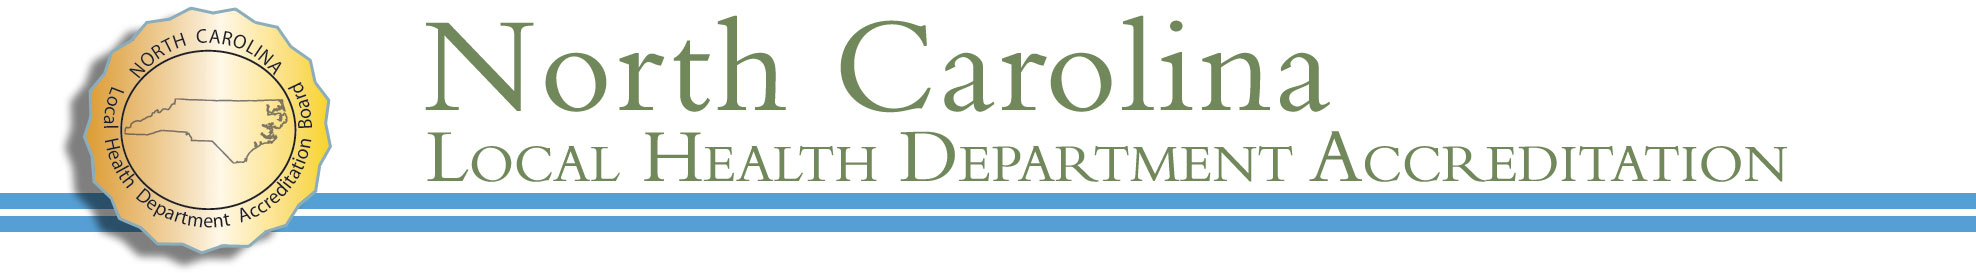 NORTH CAROLINA
Local Health Department Accreditation Board
North Carolina
LOCAL HEALTH DEPARTMENT ACCREDITATION